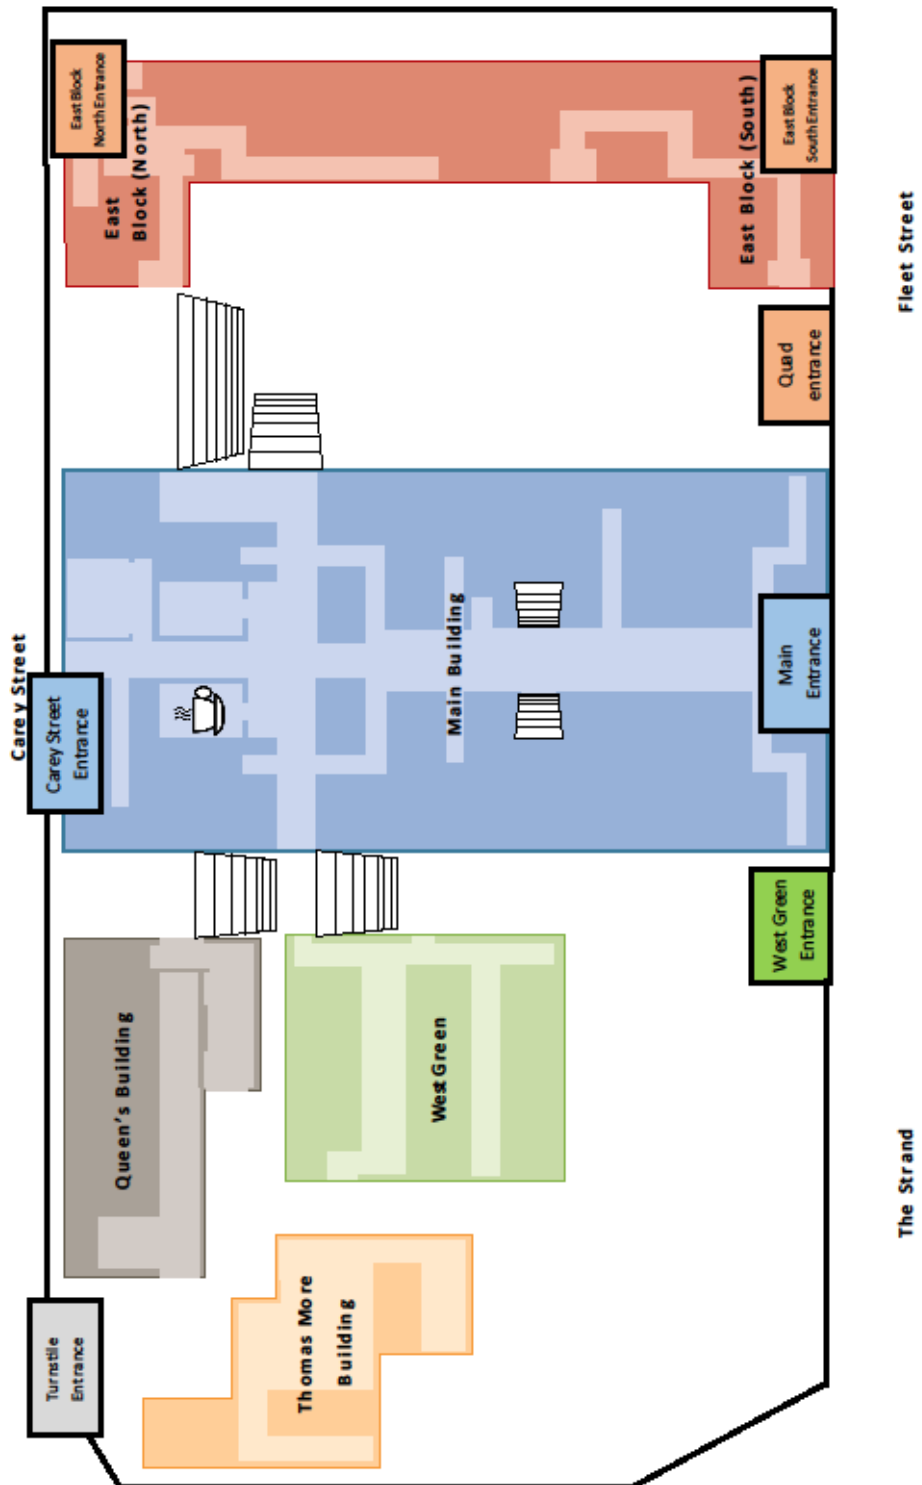 East Block
North Entrance
East
Block (North)
East Block (South)
East Block
South Entrance
Fleet Street
Quad
entrance
Carey Street
Carey Street
Entrance
Main Building
Main
Entrance
West Green
Entrance
Queen's Building
West Green
The Strand
Turnstile
Entrance
Thomas More
Building